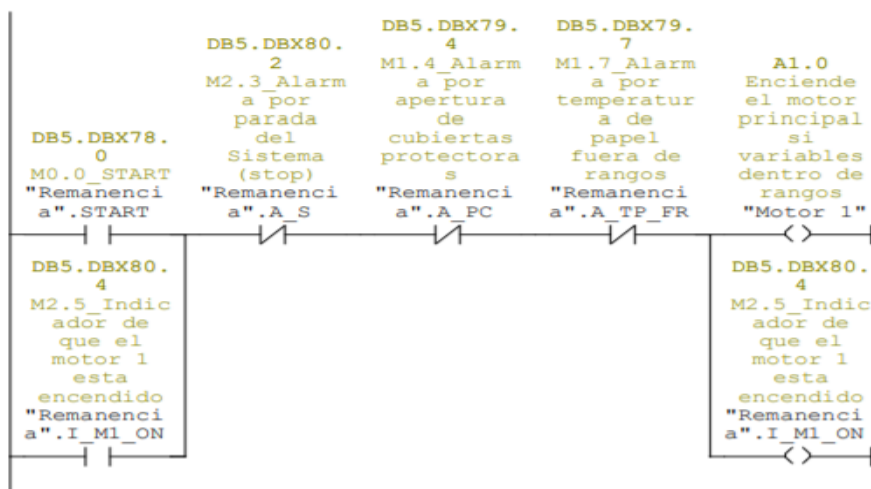 DB5.DBX78.
0
M0.0_START
"Remanenci
a".START
DB5.DBX80.
2
M2.3_Alarm
a por
parada
del
Sistema
(stop)
"Remanenci
a".A_S
DB5.DBX79.
4
M1.4_Alarm
a por
apertura
de
cubiertas
protectora
s
"Remanenci
a".A_PC
DB5.DBX79.
7
M1.7_Alarm
a por
temperatur
a de
papel
fuera de
rangos
"Remanenci
a".A_TP_FR
A1.0
Enciende
el motor
principal
si
variables
dentro de
rangos
"Motor 1"
DB5.DBX80.
4
M2.5_Indic
ador de
que el
motor 1
esta
encendido
"Remanenci
a".I_M1_ON
DB5.DBX80.
4
M2.5_Indic
ador de
que el
motor 1
esta
encendido
"Remanenci
a".I_M1_ON